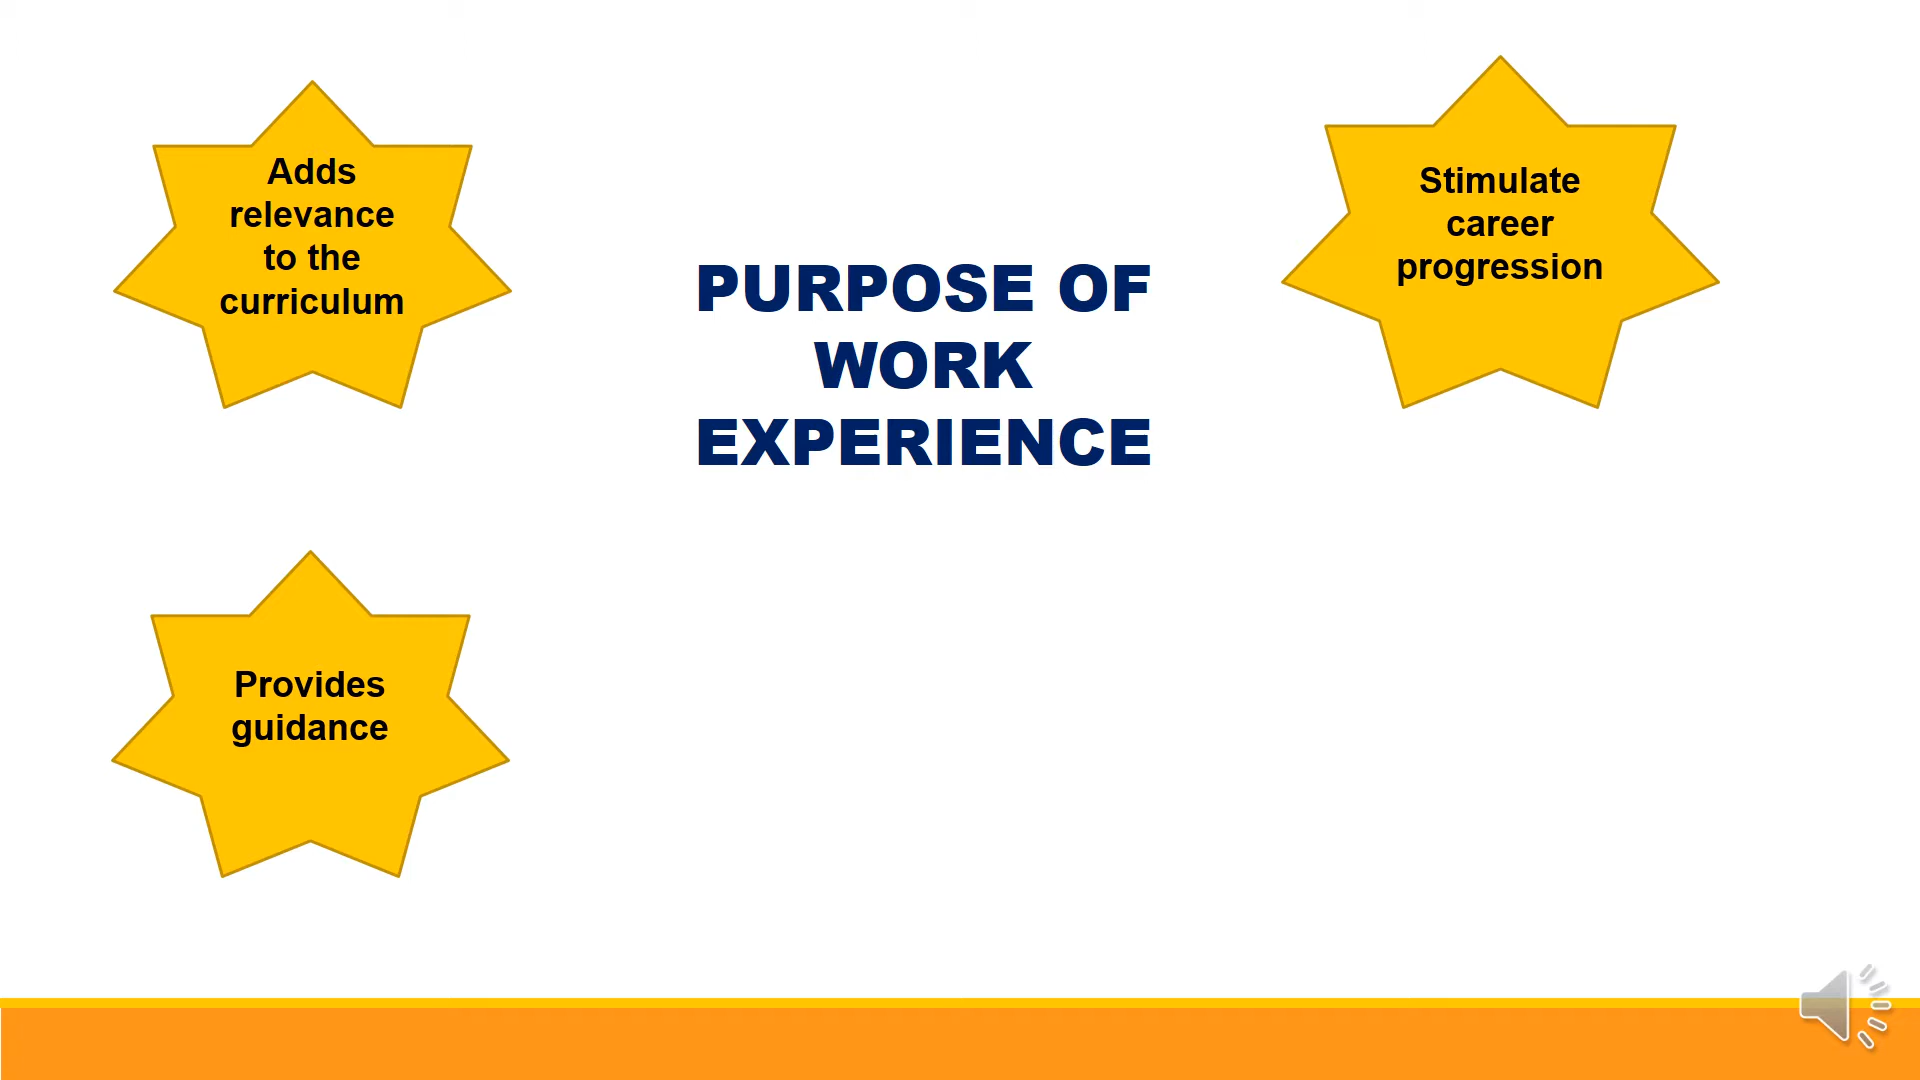 Adds
relevance
to the
curriculum
PURPOSE OF
WORK
EXPERIENCE
Stimulate
career
progression
Provides
guidance